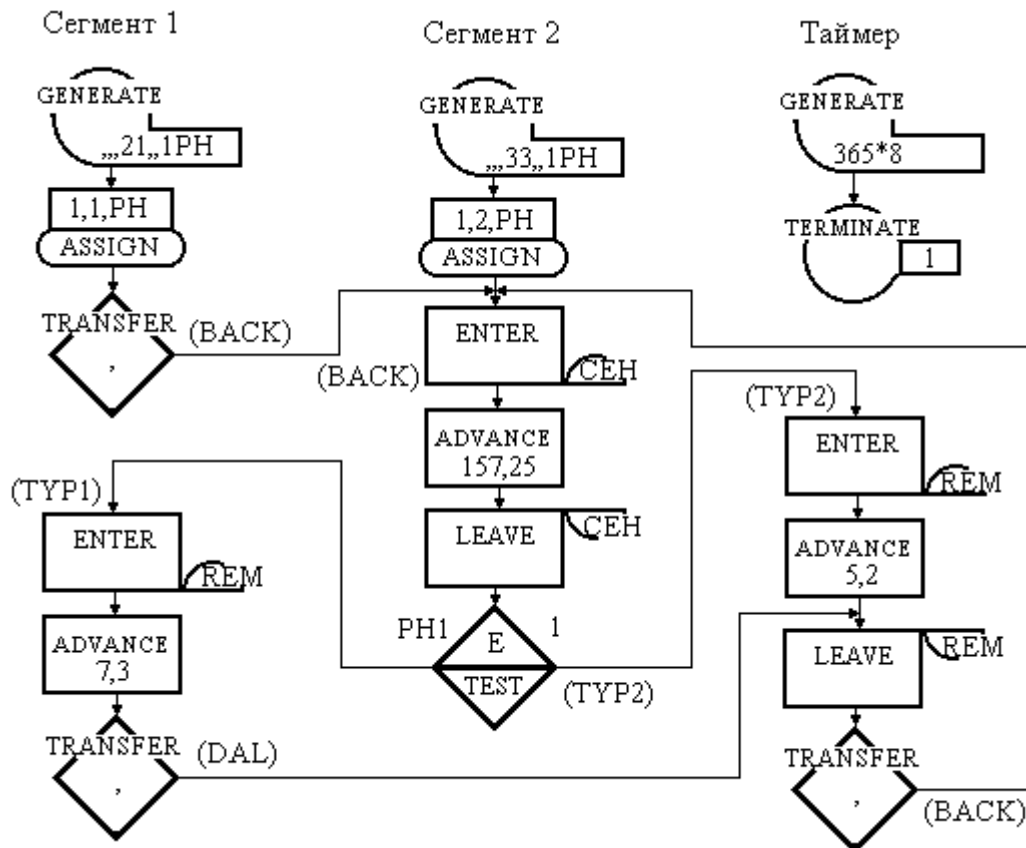 Сегмент 1
GENERATE
,,,21,,1PH
1,1,PH
ASSIGN
TRANSFER
,
(BACK)
Сегмент 2
GENERATE
,,,33,,1PH
1,2,PH
ASSIGN
ENTER
СЕН
(BACK)
ADVANCE
157,25
LEAVE
СЕН
PH1
E
1
TEST
(TYP2)
(TYP1)
ENTER
REM
ADVANCE
7,3
TRANSFER
,
(DAL)
Таймер
GENERATE
365*8
TERMINATE
1
(TYP2)
ENTER
REM
ADVANCE
5,2
LEAVE
REM
TRANSFER
,
(BACK)